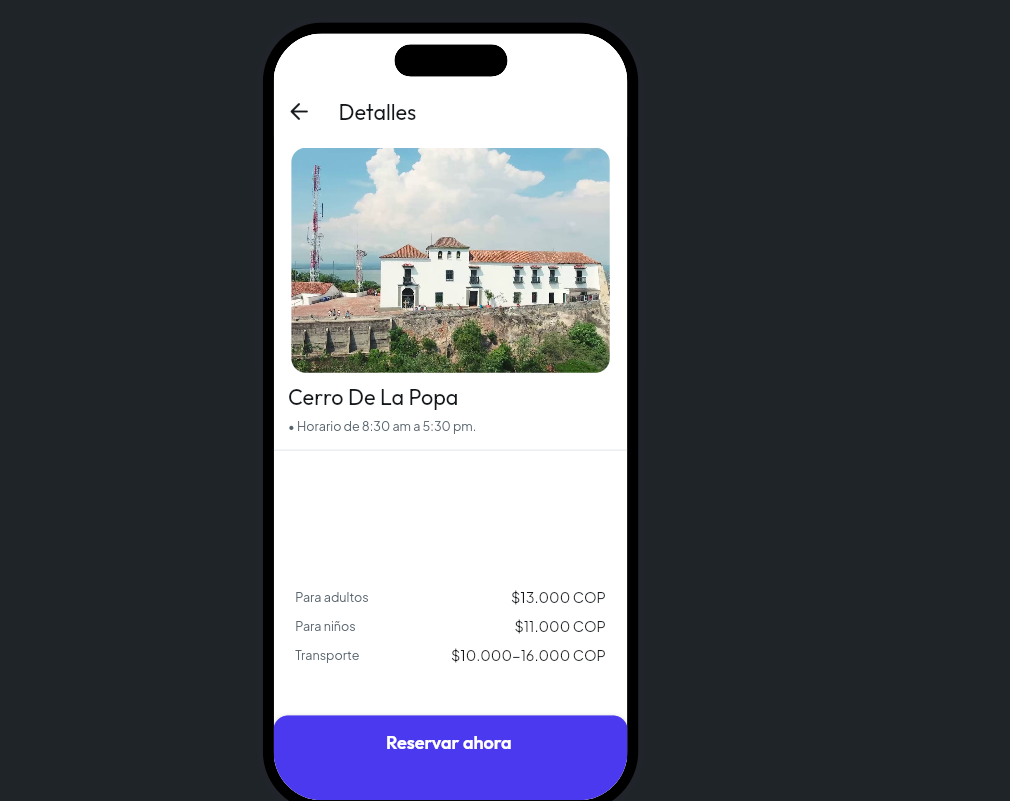 Detalles
Cerro De La Popa
• Horario de 8:30 am a 5:30 pm.
Para adultos $13.000 COP
Para niños $11.000 COP
Transporte $10.000–16.000 COP
Reservar ahora